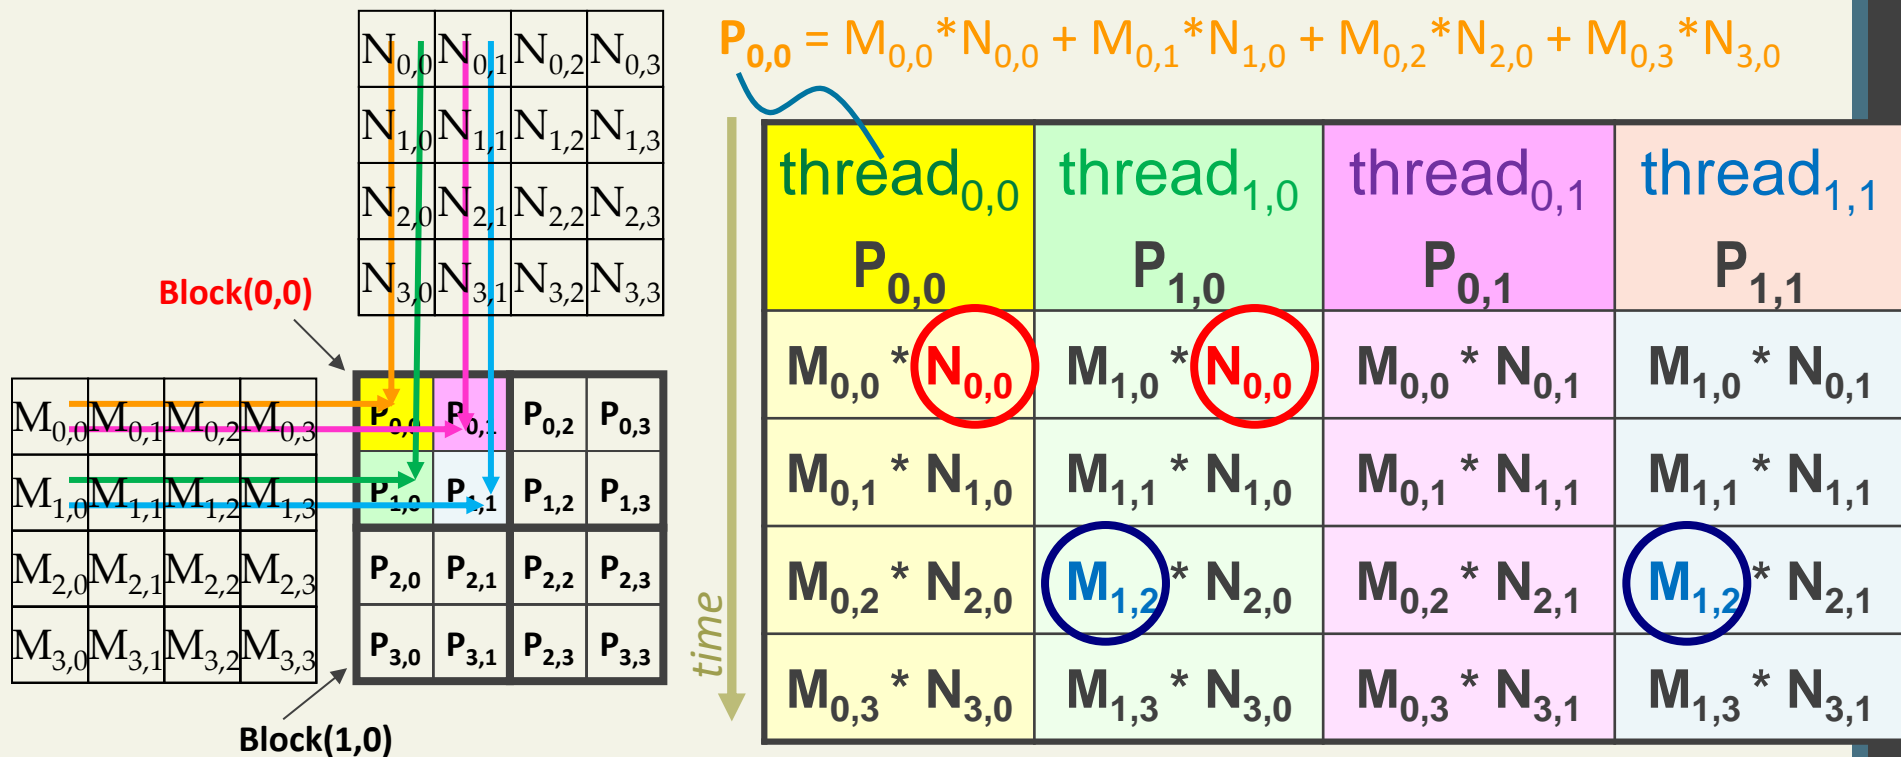 N0,0 N0,1 N0,2 N0,3
N1,0 N1,1 N1,2 N1,3
N2,0 N2,1 N2,2 N2,3
N3,0 N3,1 N3,2 N3,3
Block(0,0)
M0,0 M0,1 M0,2 M0,3
M1,0 M1,1 M1,2 M1,3
M2,0 M2,1 M2,2 M2,3
M3,0 M3,1 M3,2 M3,3
P0,0 P0,1 P0,2 P0,3
P1,0 P1,1 P1,2 P1,3
P2,0 P2,1 P2,2 P2,3
P3,0 P3,1 P2,3 P3,3
Block(1,0)
P0,0 = M0,0*N0,0 + M0,1*N1,0 + M0,2*N2,0 + M0,3*N3,0
time
thread0,0 thread1,0 thread0,1 thread1,1
P0,0 P1,0 P0,1 P1,1
M0,0 * N0,0 M1,0 * N0,0 M0,0 * N0,1 M1,0 * N0,1
M0,1 * N1,0 M1,1 * N1,0 M0,1 * N1,1 M1,1 * N1,1
M0,2 * N2,0 M1,2 * N2,0 M0,2 * N2,1 M1,2 * N2,1
M0,3 * N3,0 M1,3 * N3,0 M0,3 * N3,1 M1,3 * N3,1